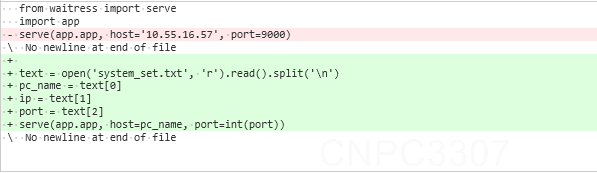 from waitress import serve
import app
- serve(app.app, host='10.55.16.57', port=9000)
\ No newline at end of file
+
+ text = open('system_set.txt', 'r').read().split('\n')
+ pc_name = text[0]
+ ip = text[1]
+ port = text[2]
+ serve(app.app, host=pc_name, port=int(port))
\ No newline at end of file
CNPC3307